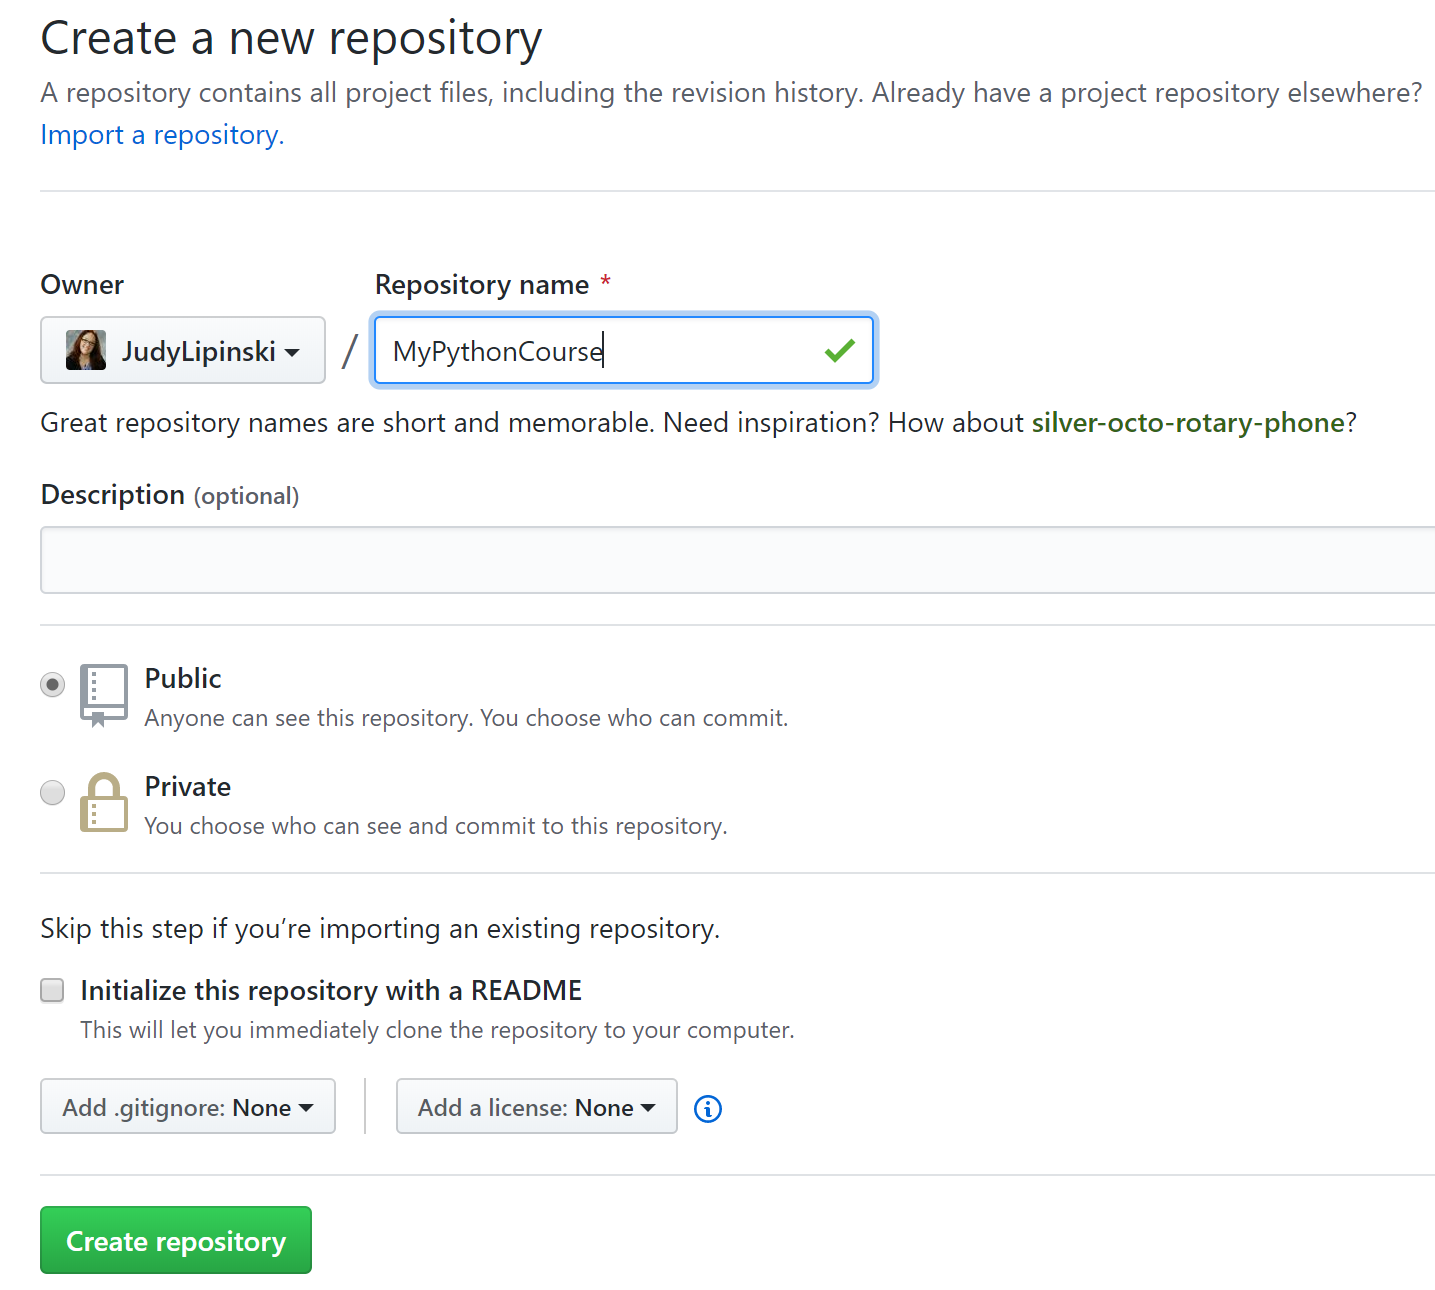 Create a new repository
A repository contains all project files, including the revision history. Already have a project repository elsewhere?
Import a repository.
Owner Repository name *
JudyLipinski / MyPythonCourse
Great repository names are short and memorable. Need inspiration? How about silver-octo-rotary-phone?
Description (optional)
Public
Anyone can see this repository. You choose who can commit.
Private
You choose who can see and commit to this repository.
Skip this step if you’re importing an existing repository.
Initialize this repository with a README
This will let you immediately clone the repository to your computer.
Add .gitignore: None Add a license: None
Create repository